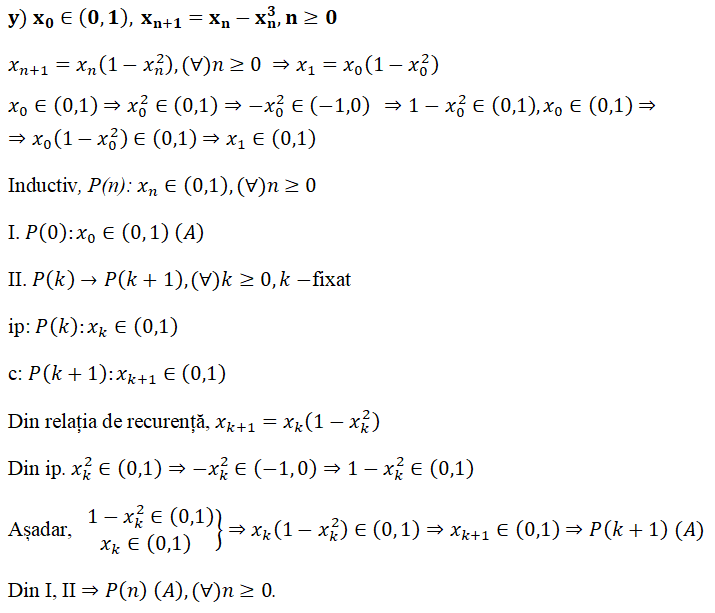 y) x₀ ∈ (0, 1), xₙ₊₁ = xₙ − xₙ³, n ≥ 0
xₙ₊₁ = xₙ(1 − xₙ²), (∀)n ≥ 0 ⇒ x₁ = x₀(1 − x₀²)
x₀ ∈ (0,1) ⇒ x₀² ∈ (0,1) ⇒ −x₀² ∈ (−1,0) ⇒ 1 − x₀² ∈ (0,1), x₀ ∈ (0,1) ⇒
⇒ x₀(1 − x₀²) ∈ (0,1) ⇒ x₁ ∈ (0,1)
Inductiv, P(n): xₙ ∈ (0,1), (∀)n ≥ 0
I. P(0): x₀ ∈ (0,1) (A)
II. P(k) → P(k + 1), (∀)k ≥ 0, k −fixat
ip: P(k): xₖ ∈ (0,1)
c: P(k + 1): xₖ₊₁ ∈ (0,1)
Din relația de recurență, xₖ₊₁ = xₖ(1 − xₖ²)
Din ip. xₖ² ∈ (0,1) ⇒ −xₖ² ∈ (−1,0) ⇒ 1 − xₖ² ∈ (0,1)
Așadar, 1 − xₖ² ∈ (0,1)
xₖ ∈ (0,1) } ⇒ xₖ(1 − xₖ²) ∈ (0,1) ⇒ xₖ₊₁ ∈ (0,1) ⇒ P(k + 1) (A)
Din I, II ⇒ P(n) (A), (∀)n ≥ 0.